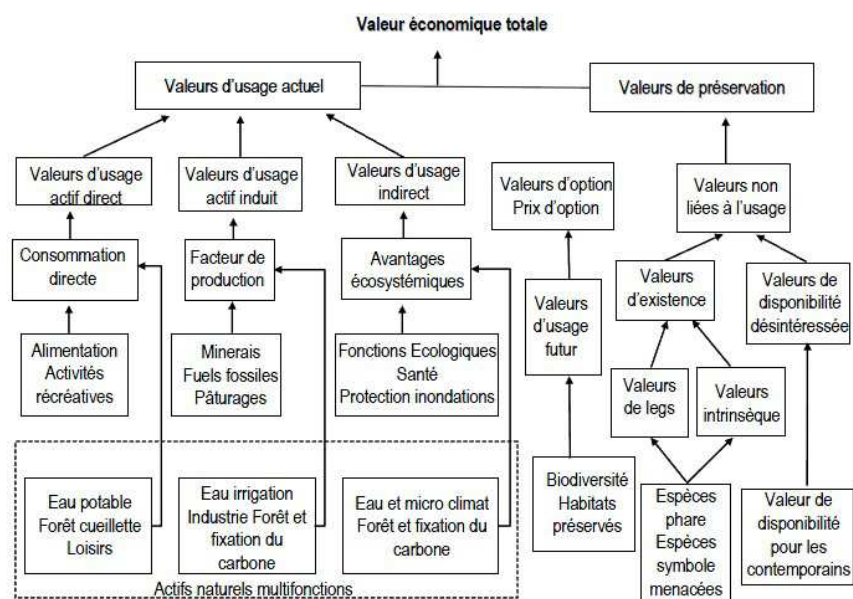 Valeur économique totale
Valeurs d'usage actuel
Valeurs de préservation
Valeurs d'usage
actif direct
Valeurs d'usage
actif induit
Valeurs d'usage
indirect
Valeurs d'option
Prix d'option
Valeurs non
liées à l'usage
Consommation
directe
Facteur de
production
Avantages
écosystémiques
Valeurs
d'usage
futur
Valeurs
d'existence
Valeurs de
disponibilité
désintéressée
Alimentation
Activités
récréatives
Minerais
Fuels fossiles
Pâturages
Fonctions Ecologiques
Santé
Protection inondations
Valeurs
de legs
Valeurs
intrinsèque
Eau potable
Forêt cueillette
Loisirs
Eau irrigation
Industrie Forêt et
fixation du
carbone
Eau et micro climat
Forêt et fixation du
carbone
Biodiversité
Habitats
préservés
Espèces
phare
Espèces
symbole
menacées
Valeur de
disponibilité
pour les
contemporains
Actifs naturels multifonctions